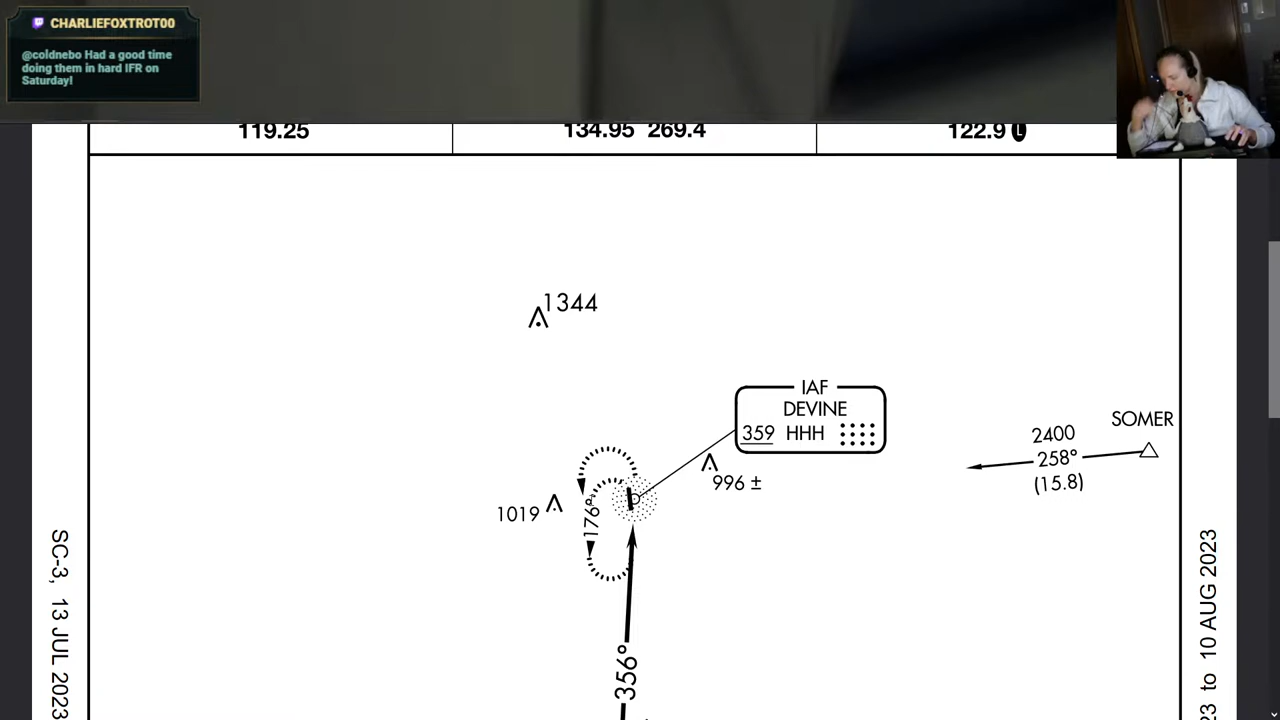 CHARLIEFOXTROT00
@coldnebo Had a good time
doing them in hard IFR on
Saturday!
119.25
134.95 269.4
122.9 L
1344
IAF
DEVINE
359 HHH
SOMER
2400
258°
(15.8)
996 ±
1019
176°
356°
SC-3, 13 JUL 2023
23 to 10 AUG 2023